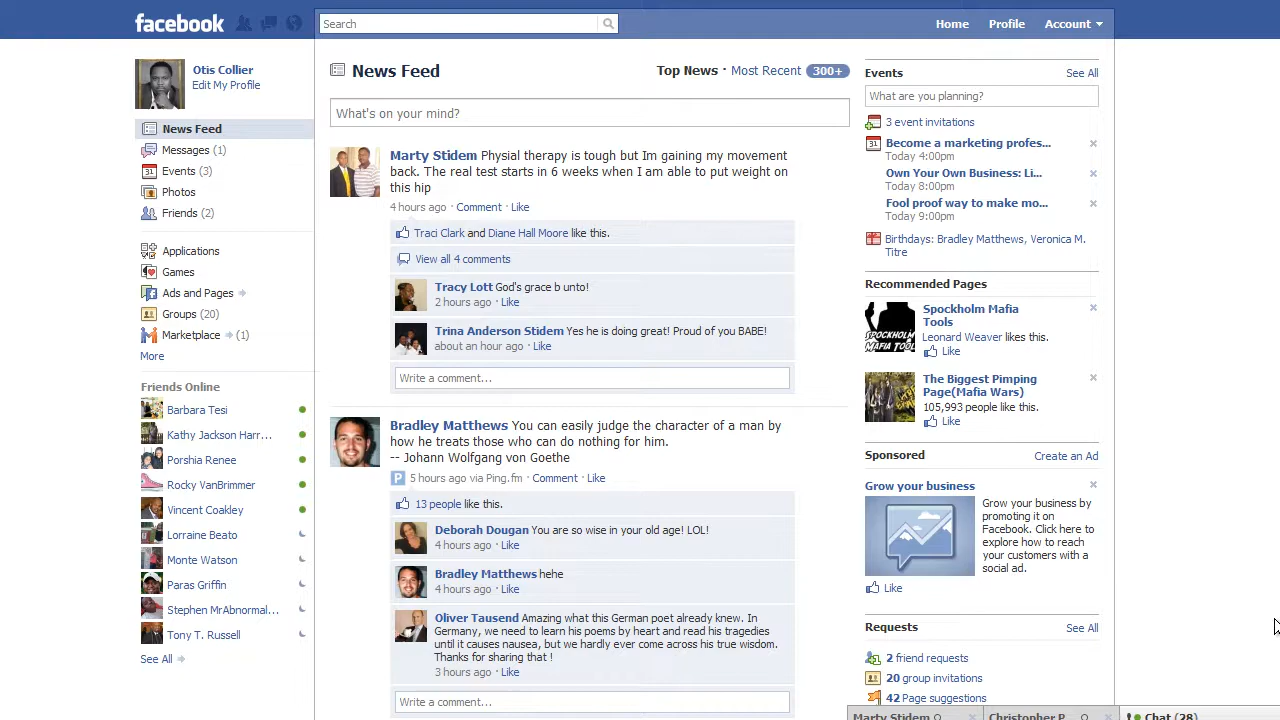 facebook
Search
Home
Profile
Account
Otis Collier
Edit My Profile
News Feed
Messages (1)
Events (3)
Photos
Friends (2)
Applications
Games
Ads and Pages
Groups (20)
Marketplace (1)
More
Friends Online
Barbara Tesi
Kathy Jackson Harr...
Porshia Renee
Rocky VanBrimmer
Vincent Coakley
Lorraine Beato
Monte Watson
Paras Griffin
Stephen MrAbnormal...
Tony T. Russell
See All
News Feed
Top News · Most Recent 300+
What's on your mind?
Marty Stidem Physial therapy is tough but Im gaining my movement
back. The real test starts in 6 weeks when I am able to put weight on
this hip
4 hours ago · Comment · Like
Traci Clark and Diane Hall Moore like this.
View all 4 comments
Tracy Lott God's grace b unto!
2 hours ago · Like
Trina Anderson Stidem Yes he is doing great! Proud of you BABE!
about an hour ago · Like
Write a comment...
Bradley Matthews You can easily judge the character of a man by
how he treats those who can do nothing for him.
-- Johann Wolfgang von Goethe
P 5 hours ago via Ping.fm · Comment · Like
13 people like this.
Deborah Dougan You are so wise in your old age! LOL!
4 hours ago · Like
Bradley Matthews hehe
4 hours ago · Like
Oliver Tausend Amazing what this German poet already knew. In
Germany, we need to learn his poems by heart and read his tragedies
until it causes nausea, but we hardly ever come across his true wisdom.
Thanks for sharing that !
3 hours ago · Like
Write a comment...
Events
See All
What are you planning?
31
3 event invitations
Become a marketing profes...
Today 4:00pm
Own Your Own Business: Li...
Today 8:00pm
Fool proof way to make mo...
Today 9:00pm
Birthdays: Bradley Matthews, Veronica M.
Titre
Recommended Pages
SPOCKHOLM
MAFIA TOOLS
Spockholm Mafia
Tools
Leonard Weaver likes this.
Like
The Biggest Pimping
Page(Mafia Wars)
105,993 people like this.
Like
Sponsored
Create an Ad
Grow your business
Grow your business by
promoting it on
Facebook. Click here to
explore how to reach
your customers with a
social ad.
Like
Requests
See All
2 friend requests
20 group invitations
42 Page suggestions
Marty Stidem
Christopher P
Chat (28)